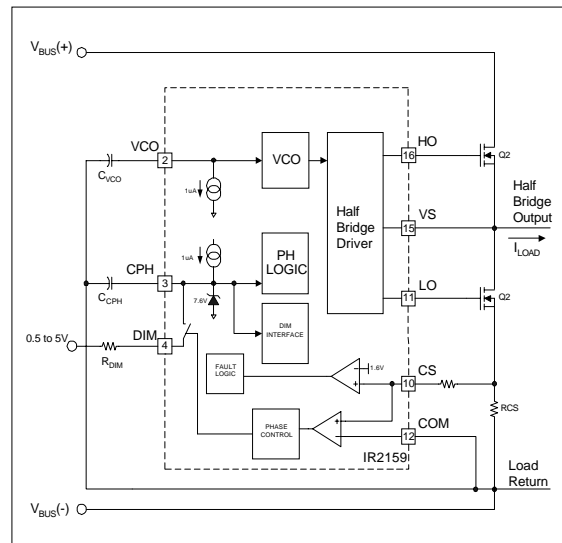 VBUS(+)
VCO
2
VCO
HO
16
Q2
CVCO
1uA
Half
Bridge
Driver
VS
15
Half
Bridge
Output
ILOAD
1uA
PH
LOGIC
CPH
3
CCPH
7.6V
LO
11
Q2
0.5 to 5V
DIM
4
RDIM
DIM
INTERFACE
FAULT
LOGIC
1.6V
CS
10
RCS
PHASE
CONTROL
COM
12
IR2159
Load
Return
VBUS(-)